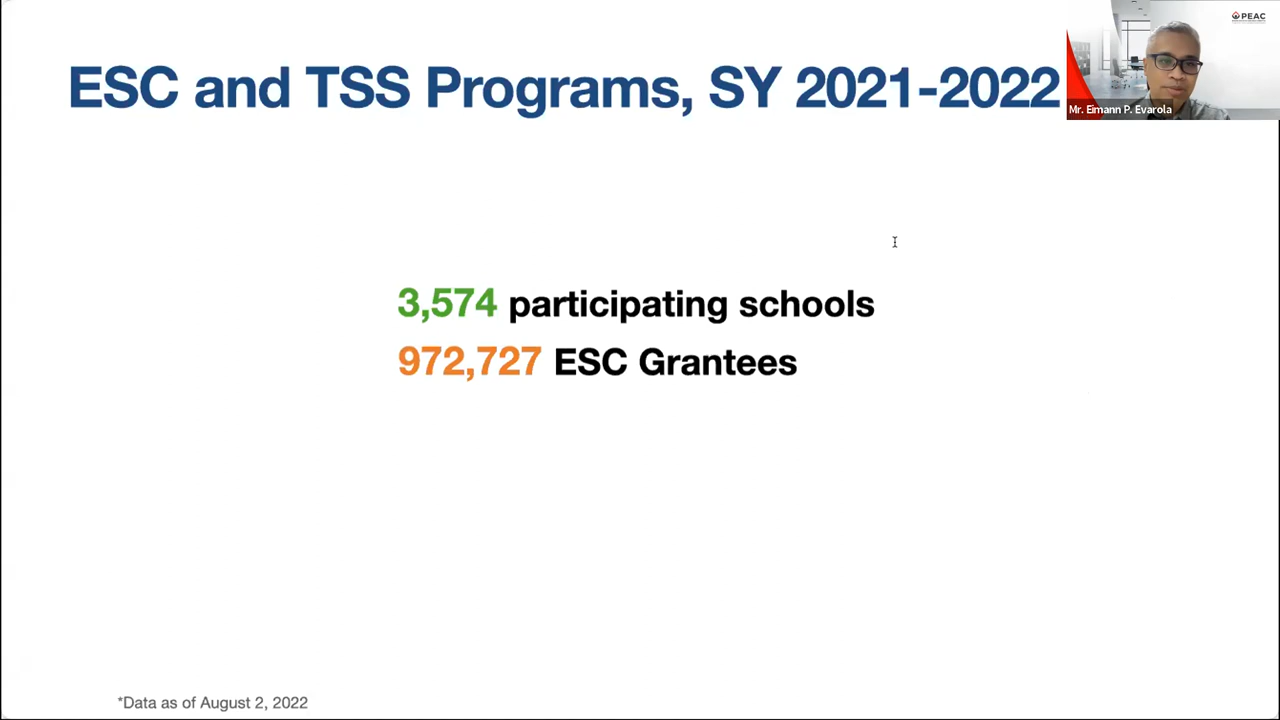 ESC and TSS Programs, SY 2021-2022
PEAC
Mr. Eimann P. Evarola
3,574 participating schools
972,727 ESC Grantees
*Data as of August 2, 2022